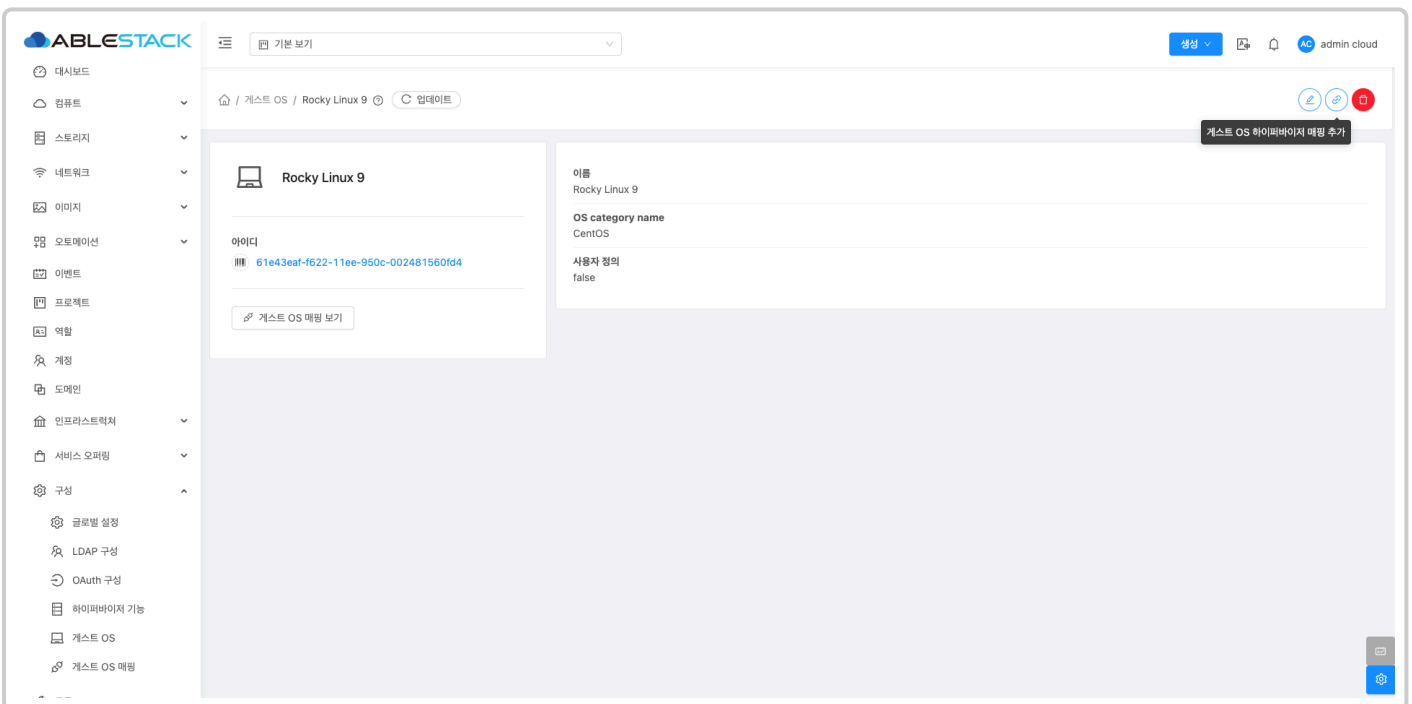 ABLESTACK
기본 보기
생성
AC
admin cloud
대시보드
컴퓨트
스토리지
네트워크
이미지
오토메이션
이벤트
프로젝트
역할
계정
도메인
인프라스트럭쳐
서비스 오퍼링
구성
글로벌 설정
LDAP 구성
OAuth 구성
하이퍼바이저 기능
게스트 OS
게스트 OS 매핑
/ 게스트 OS / Rocky Linux 9
업데이트
게스트 OS 하이퍼바이저 매핑 추가
Rocky Linux 9
아이디
61e43eaf-f622-11ee-950c-002481560fd4
게스트 OS 매핑 보기
이름
Rocky Linux 9
OS category name
CentOS
사용자 정의
false